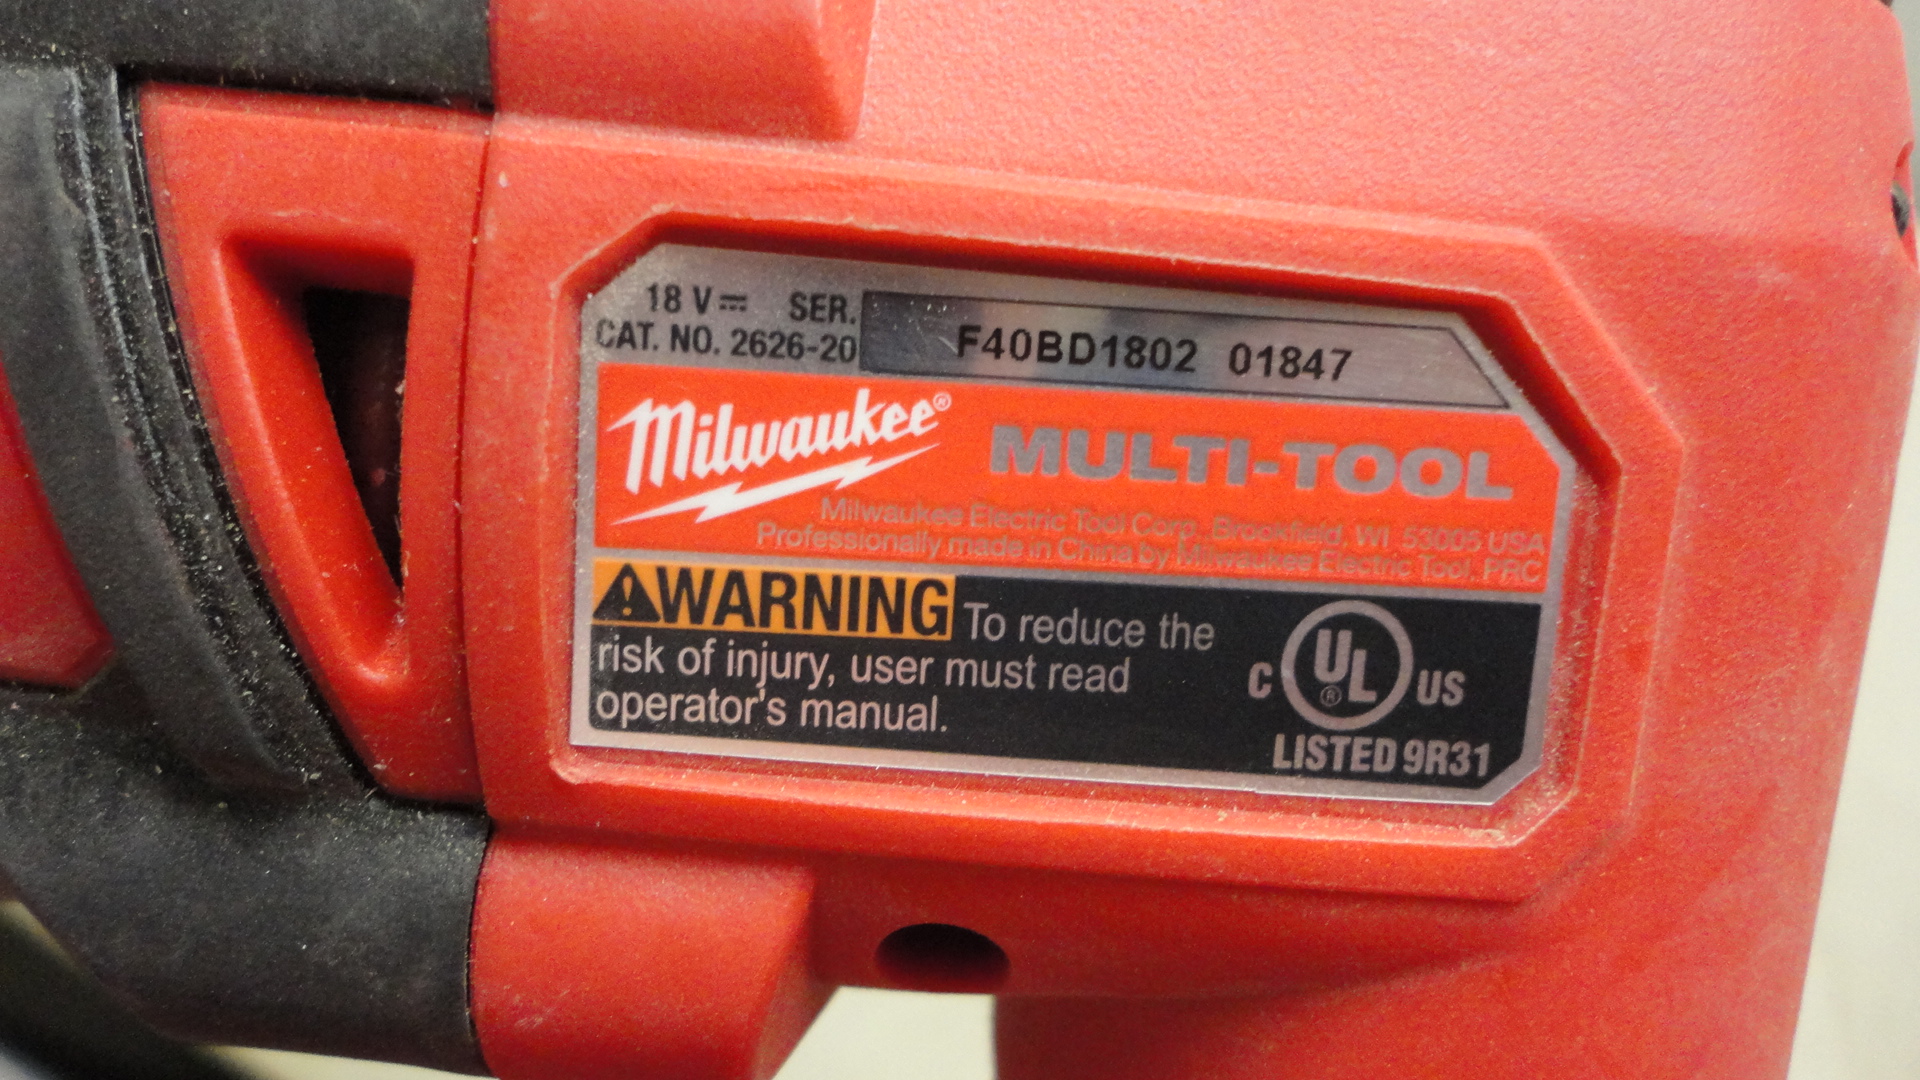 18 V⎓ SER. F40BD1802 01847
CAT. NO. 2626-20
Milwaukee® MULTI-TOOL
Milwaukee Electric Tool Corp. Brookfield, WI 53005 USA
Professionally made in China by Milwaukee Electric Tool, PRC
⚠WARNING To reduce the
risk of injury, user must read
operator's manual.
C UL® US
LISTED 9R31